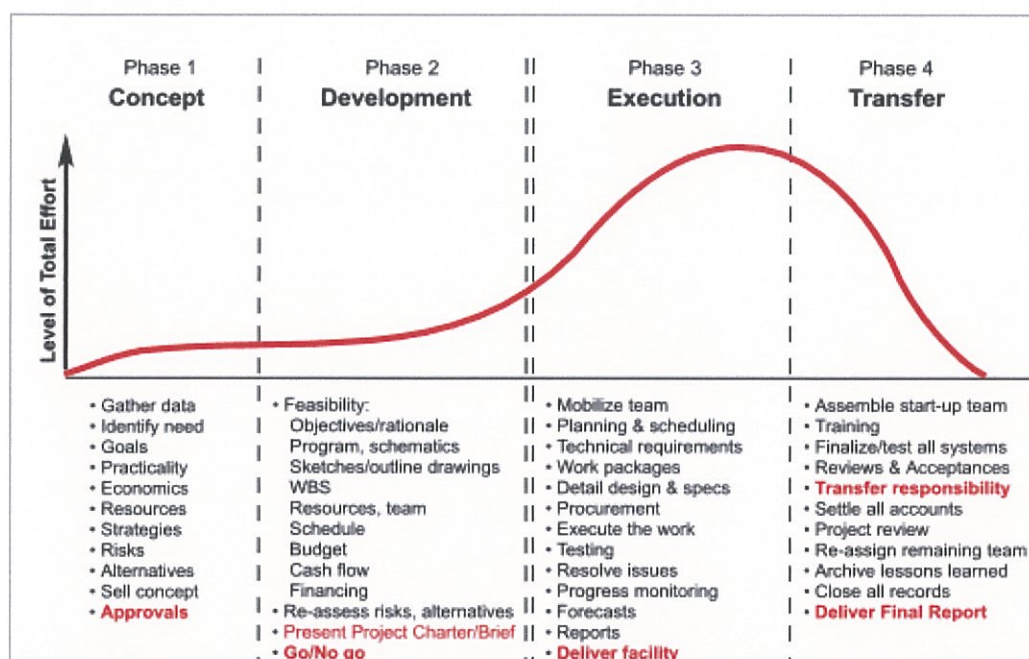 Phase 1
Concept
Phase 2
Development
Phase 3
Execution
Phase 4
Transfer
Level of Total Effort
• Gather data
• Identify need
• Goals
• Practicality
• Economics
• Resources
• Strategies
• Risks
• Alternatives
• Sell concept
• Approvals
• Feasibility:
Objectives/rationale
Program, schematics
Sketches/outline drawings
WBS
Resources, team
Schedule
Budget
Cash flow
Financing
• Re-assess risks, alternatives
• Present Project Charter/Brief
• Go/No go
• Mobilize team
• Planning & scheduling
• Technical requirements
• Work packages
• Detail design & specs
• Procurement
• Execute the work
• Testing
• Resolve issues
• Progress monitoring
• Forecasts
• Reports
• Deliver facility
• Assemble start-up team
• Training
• Finalize/test all systems
• Reviews & Acceptances
• Transfer responsibility
• Settle all accounts
• Project review
• Re-assign remaining team
• Archive lessons learned
• Close all records
• Deliver Final Report